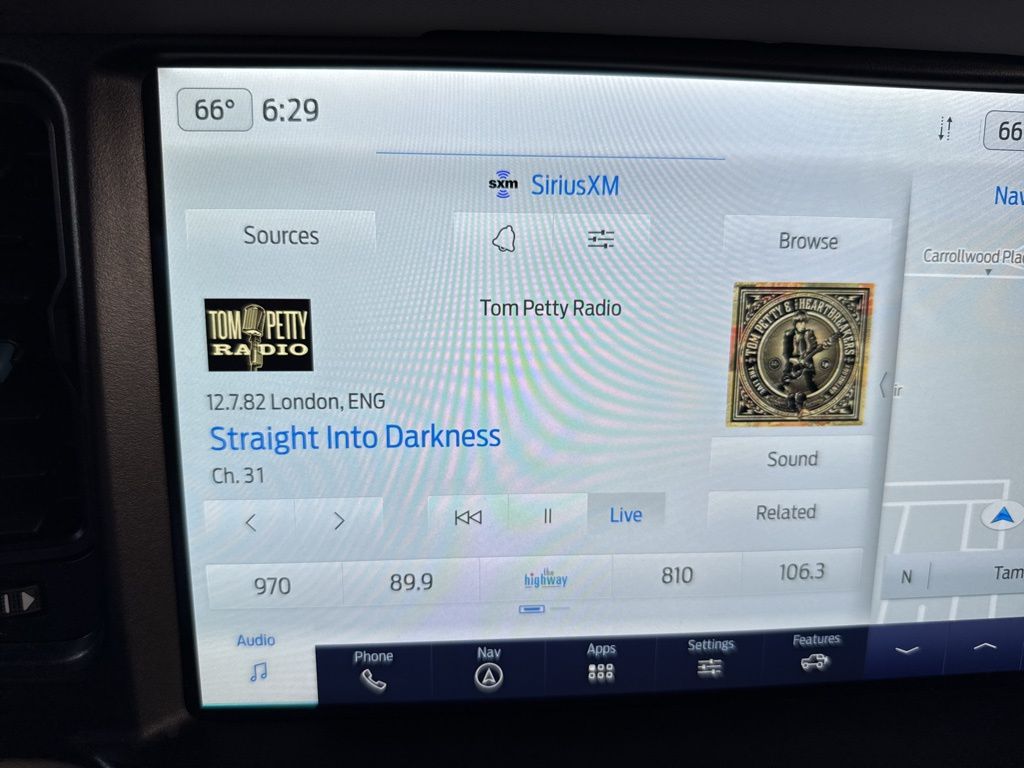 66° 6:29
66
sxm SiriusXM
Nav
Sources
Browse
Carrollwood Pla
TOM PETTY
RADIO
Tom Petty Radio
TOM PETTY & THE HEARTBREAKERS
12.7.82 London, ENG
Straight Into Darkness
Ch. 31
Sound
Live
Related
970
89.9
the highway
810
106.3
N
Tam
Audio
Phone
Nav
Apps
Settings
Features